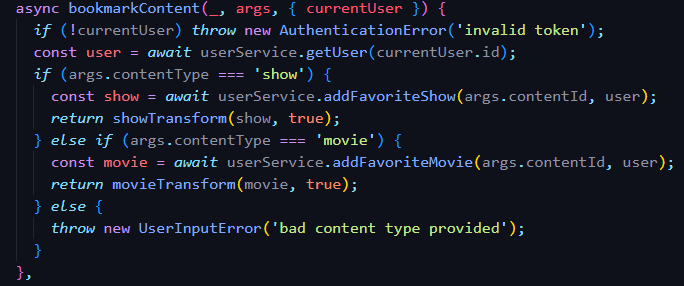 async bookmarkContent(_, args, { currentUser }) {
if (!currentUser) throw new AuthenticationError('invalid token');
const user = await userService.getUser(currentUser.id);
if (args.contentType === 'show') {
const show = await userService.addFavoriteShow(args.contentId, user);
return showTransform(show, true);
} else if (args.contentType === 'movie') {
const movie = await userService.addFavoriteMovie(args.contentId, user);
return movieTransform(movie, true);
} else {
throw new UserInputError('bad content type provided');
}
},